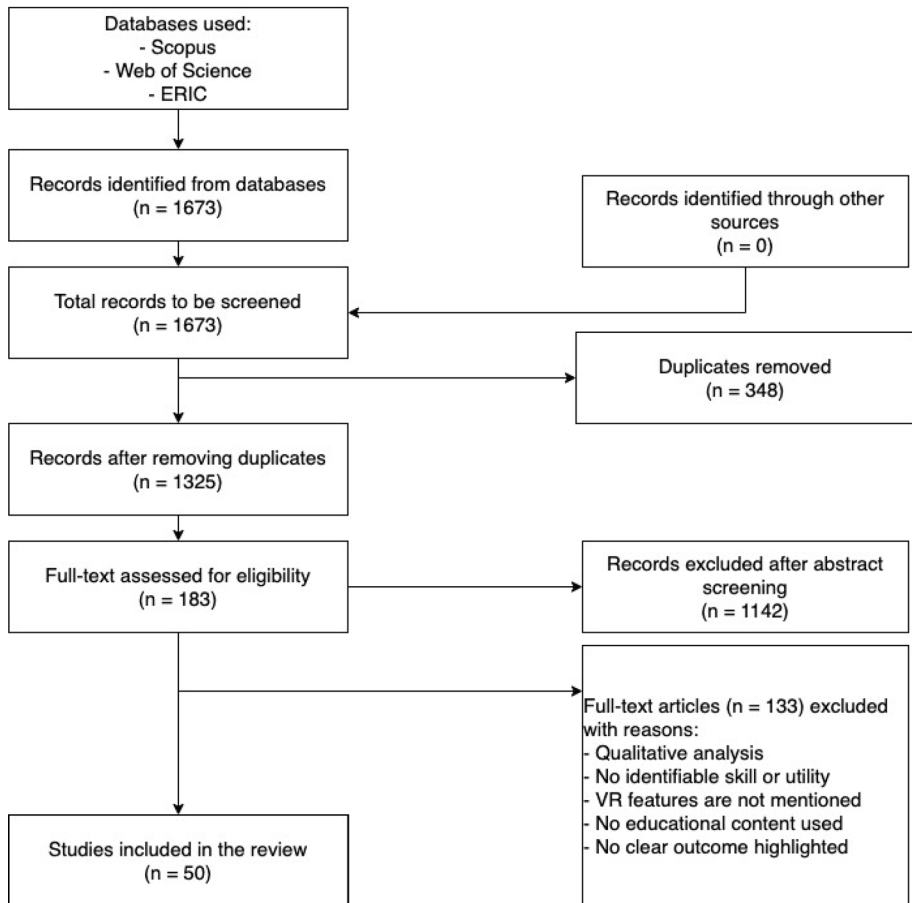 Databases used:
- Scopus
- Web of Science
- ERIC
Records identified from databases
(n = 1673)
Records identified through other
sources
(n = 0)
Total records to be screened
(n = 1673)
Duplicates removed
(n = 348)
Records after removing duplicates
(n = 1325)
Full-text assessed for eligibility
(n = 183)
Records excluded after abstract
screening
(n = 1142)
Full-text articles (n = 133) excluded
with reasons:
- Qualitative analysis
- No identifiable skill or utility
- VR features are not mentioned
- No educational content used
- No clear outcome highlighted
Studies included in the review
(n = 50)